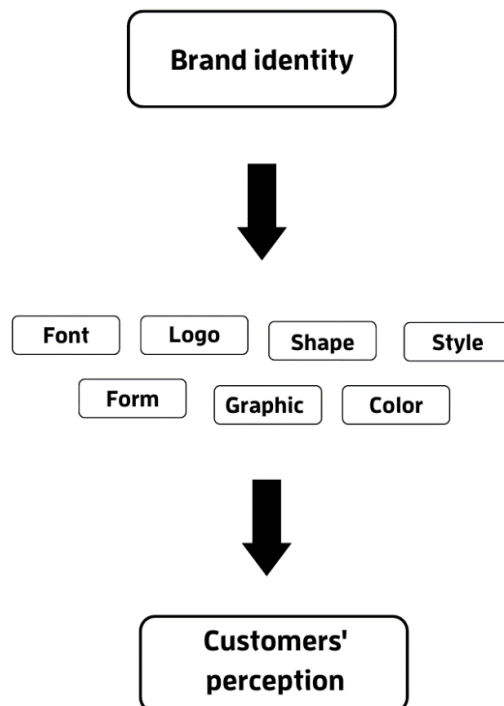 Brand identity
Font
Logo
Shape
Style
Form
Graphic
Color
Customers'
perception